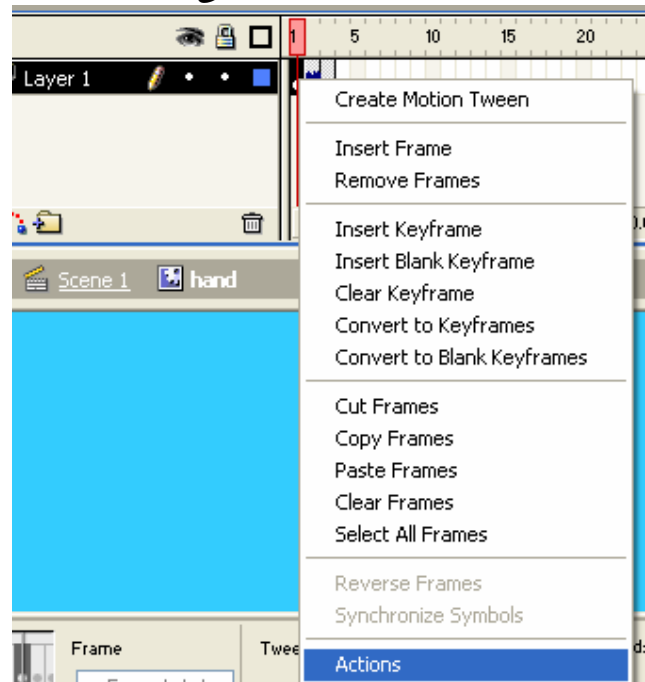 1 5 10 15 20
Layer 1
Create Motion Tween
Insert Frame
Remove Frames
Insert Keyframe
Insert Blank Keyframe
Clear Keyframe
Convert to Keyframes
Convert to Blank Keyframes
Scene 1 hand
Cut Frames
Copy Frames
Paste Frames
Clear Frames
Select All Frames
Reverse Frames
Synchronize Symbols
Frame
Actions